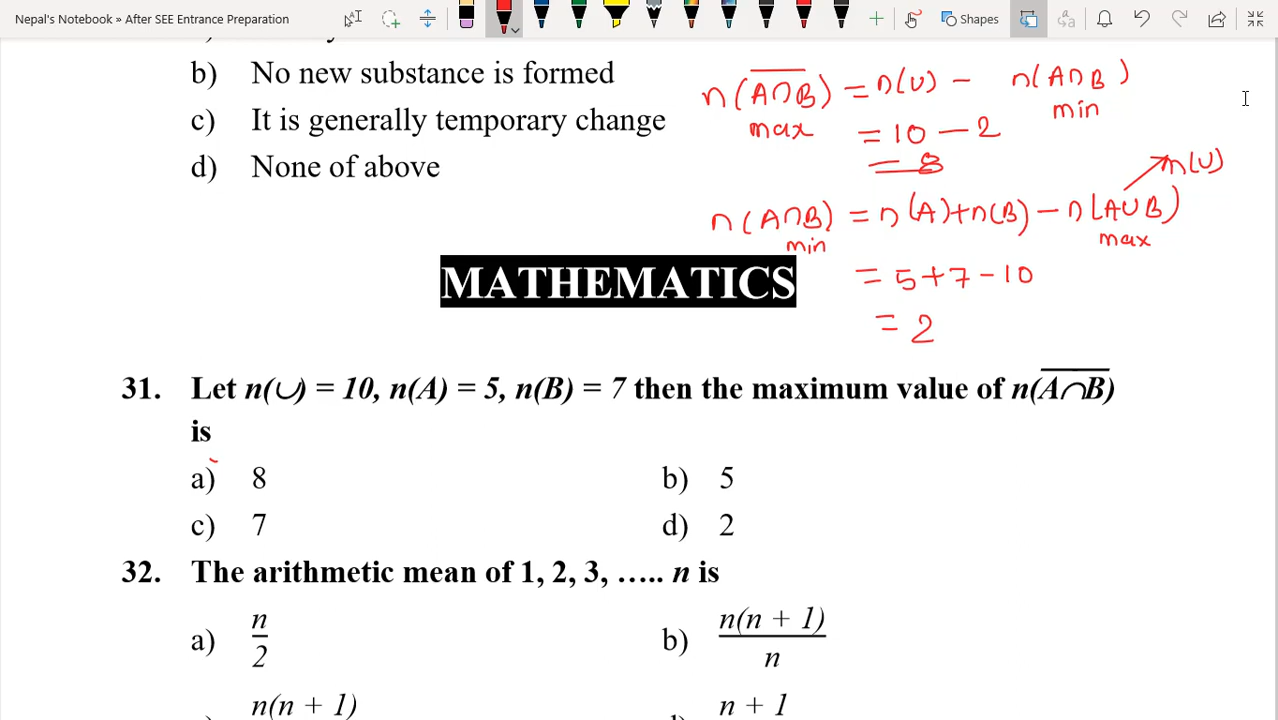 Nepal's Notebook » After SEE Entrance Preparation
Shapes
b) No new substance is formed
c) It is generally temporary change
d) None of above
n(A∩B)‾ = n(U) - n(A∩B)
max min
= 10 - 2
= 8
n(U)
n(A∩B) = n(A)+n(B) - n(A∪B)
min max
= 5+7-10
= 2
MATHEMATICS
31. Let n(∪) = 10, n(A) = 5, n(B) = 7 then the maximum value of n(A∩B)‾
is
a) 8 b) 5
c) 7 d) 2
32. The arithmetic mean of 1, 2, 3, ….. n is
a) n/2 b) n(n + 1)/n
n(n + 1) n + 1